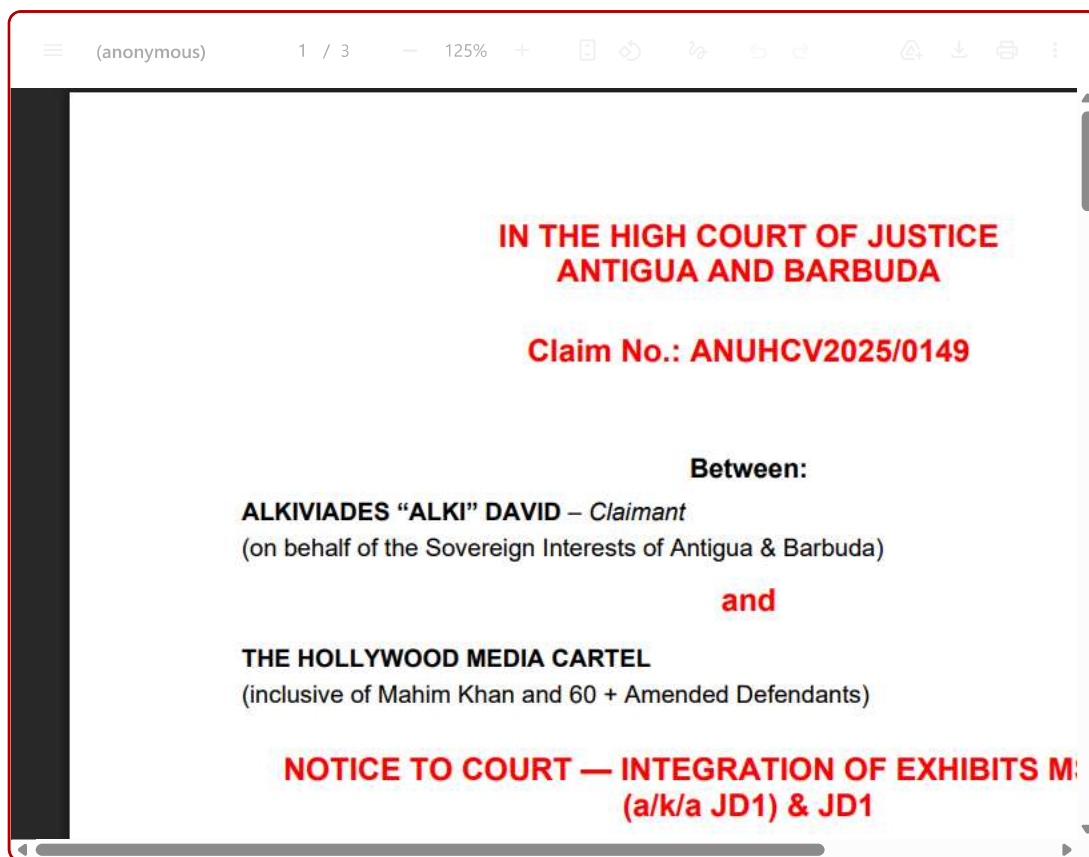 (anonymous) 1 / 3 125%
IN THE HIGH COURT OF JUSTICE
ANTIGUA AND BARBUDA
Claim No.: ANUHCV2025/0149
Between:
ALKIVIADES “ALKI” DAVID – Claimant
(on behalf of the Sovereign Interests of Antigua & Barbuda)
and
THE HOLLYWOOD MEDIA CARTEL
(inclusive of Mahim Khan and 60 + Amended Defendants)
NOTICE TO COURT — INTEGRATION OF EXHIBITS
(a/k/a JD1) & JD1